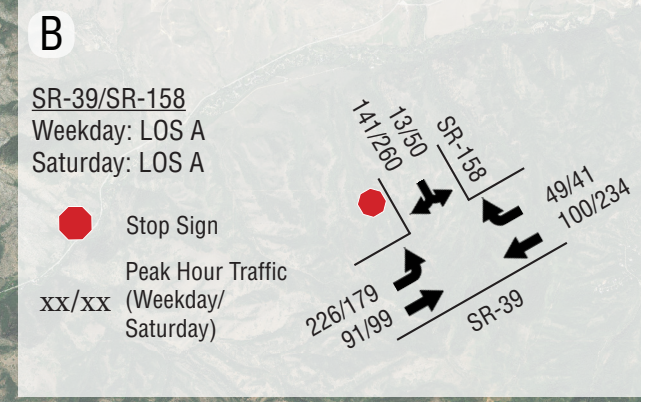 B
SR-39/SR-158
Weekday: LOS A
Saturday: LOS A
Stop Sign
xx/xx
Peak Hour Traffic
(Weekday/
Saturday)
141/260
13/50
SR-158
49/41
100/234
226/179
91/99
SR-39